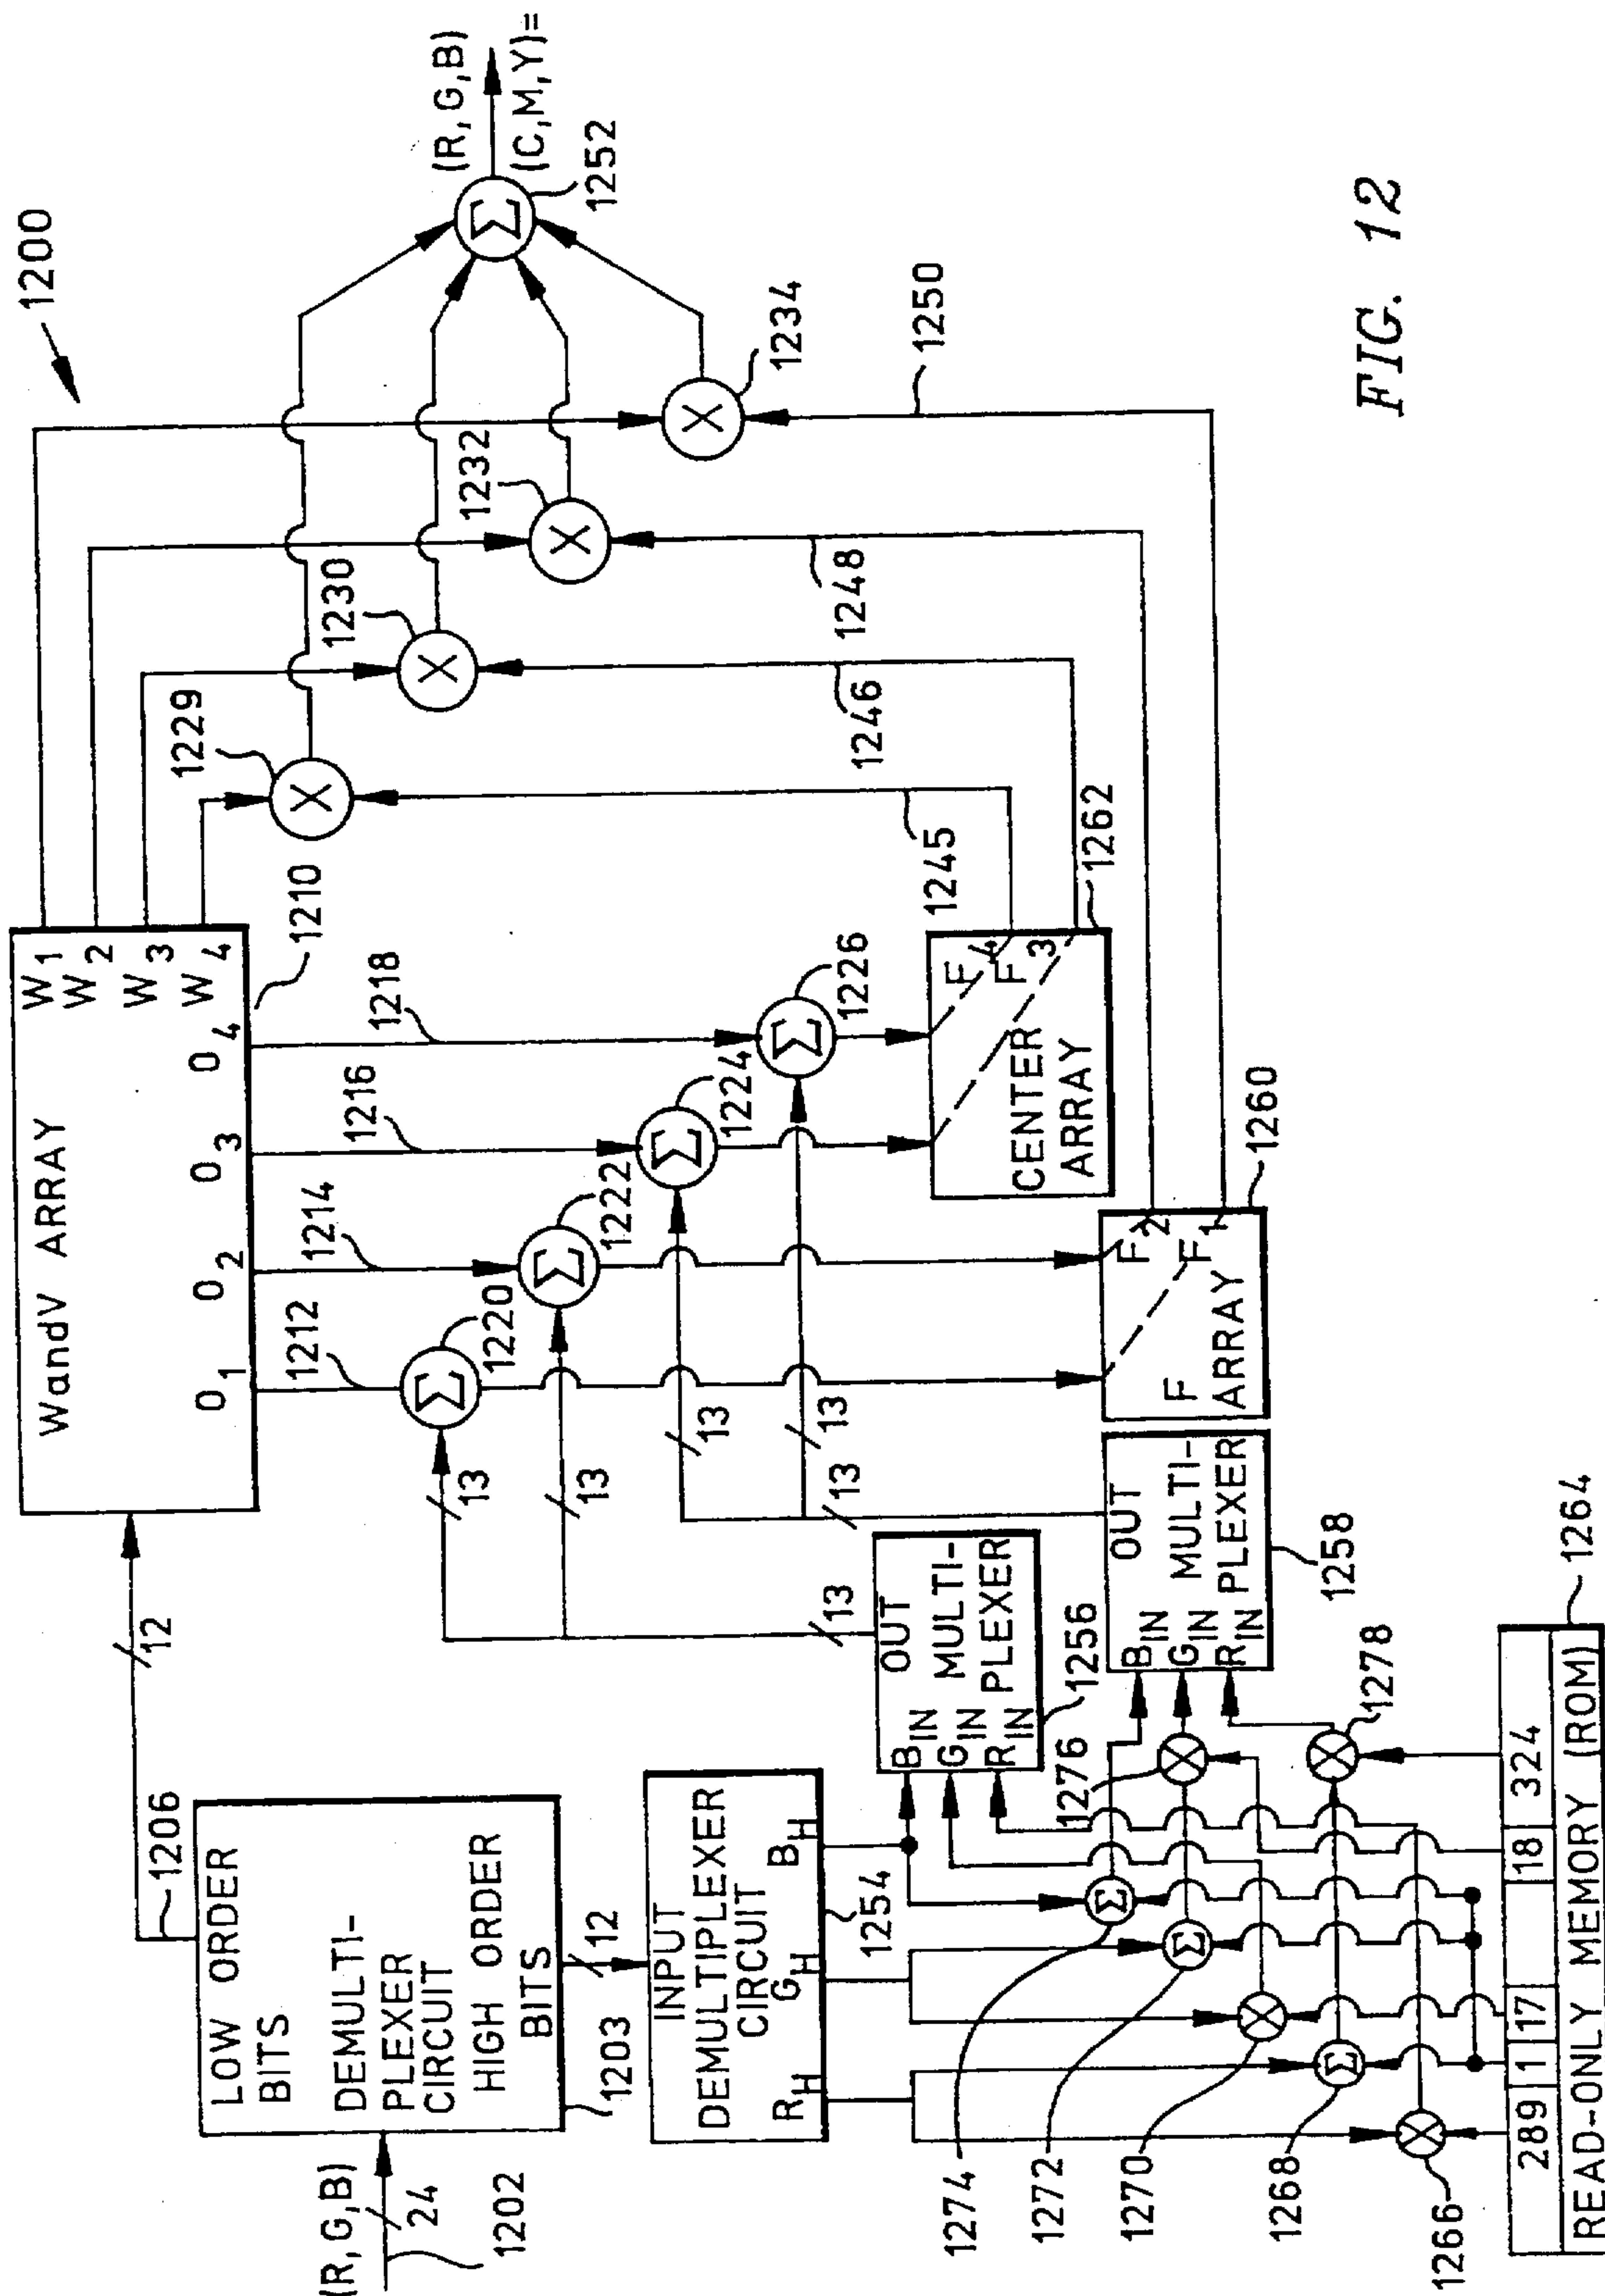 1200
(R,G,B)
24
1202
LOW ORDER
BITS
DEMULTI-
PLEXER
CIRCUIT
HIGH ORDER
BITS
1203
1206
12
12
WandV ARRAY
W1
W2
W3
W4
O1
O2
O3
O4
1210
1212
1214
1216
1218
Σ
1220
Σ
1222
Σ
1224
Σ
1226
X
1229
X
1230
X
1232
X
1234
Σ
1252
(R,G,B)
(C,M,Y)=
1245
1246
1248
1250
INPUT
DEMULTIPLEXER
CIRCUIT
RH
GH
BH
1254
OUT
BIN
GIN
RIN
MULTI-
PLEXER
1256
13
13
13
OUT
BIN
GIN
RIN
MULTI-
PLEXER
1258
13
13
13
CENTER
ARRAY
F4
F3
1262
F
ARRAY
F2
F1
1260
1274
Σ
1272
Σ
1270
X
1268
Σ
1266
X
1276
X
1278
X
289
1
17
18
324
READ-ONLY MEMORY (ROM)
1264
FIG. 12